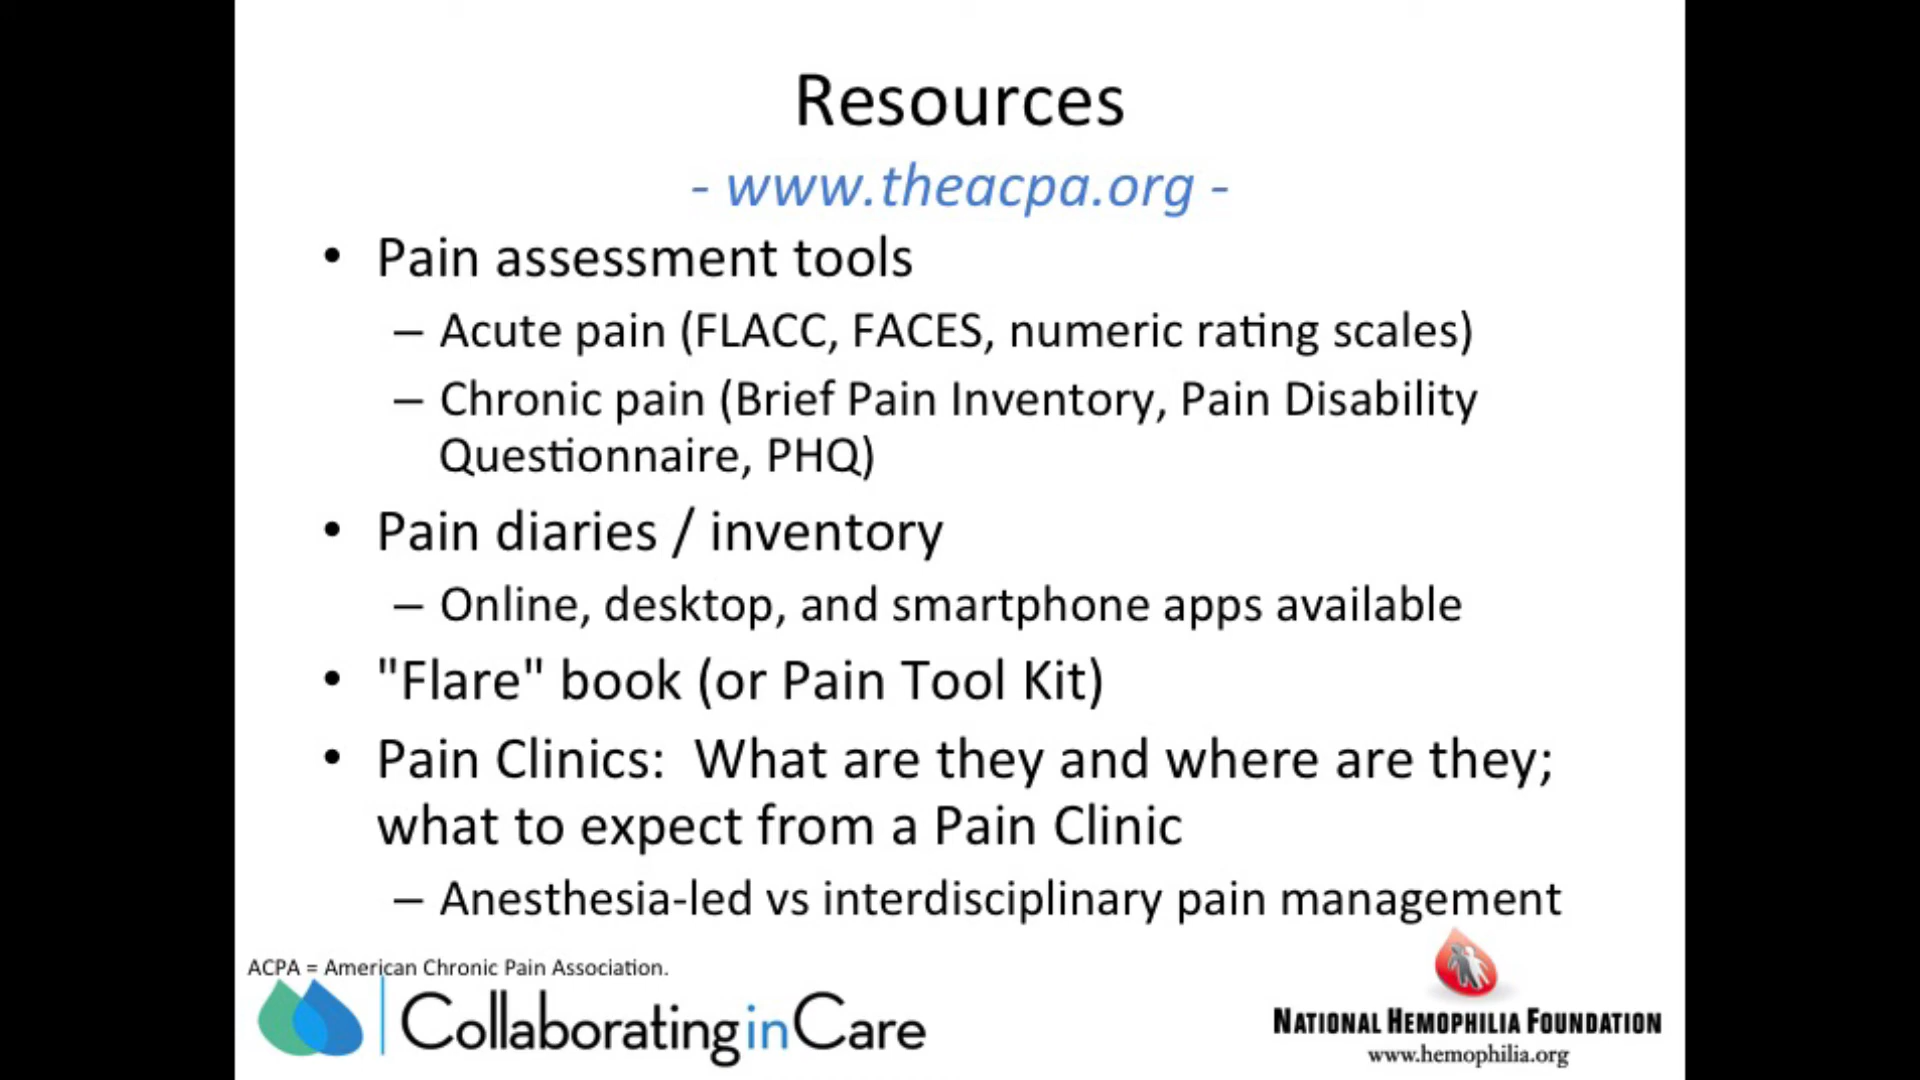 Resources
- www.theacpa.org -
• Pain assessment tools
– Acute pain (FLACC, FACES, numeric rating scales)
– Chronic pain (Brief Pain Inventory, Pain Disability
Questionnaire, PHQ)
• Pain diaries / inventory
– Online, desktop, and smartphone apps available
• "Flare" book (or Pain Tool Kit)
• Pain Clinics:  What are they and where are they;
what to expect from a Pain Clinic
– Anesthesia-led vs interdisciplinary pain management
ACPA = American Chronic Pain Association.
Collaborating in Care
NATIONAL HEMOPHILIA FOUNDATION
www.hemophilia.org